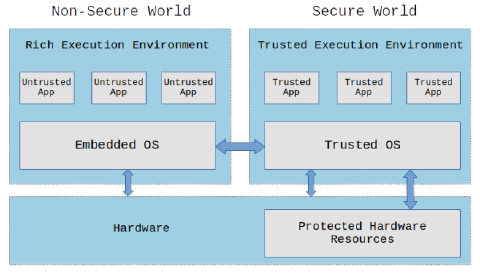 Non-Secure World
Secure World
Rich Execution Environment
Trusted Execution Environment
Untrusted
App
Untrusted
App
Untrusted
App
Trusted
App
Trusted
App
Trusted
App
Embedded OS
Trusted OS
Hardware
Protected Hardware
Resources